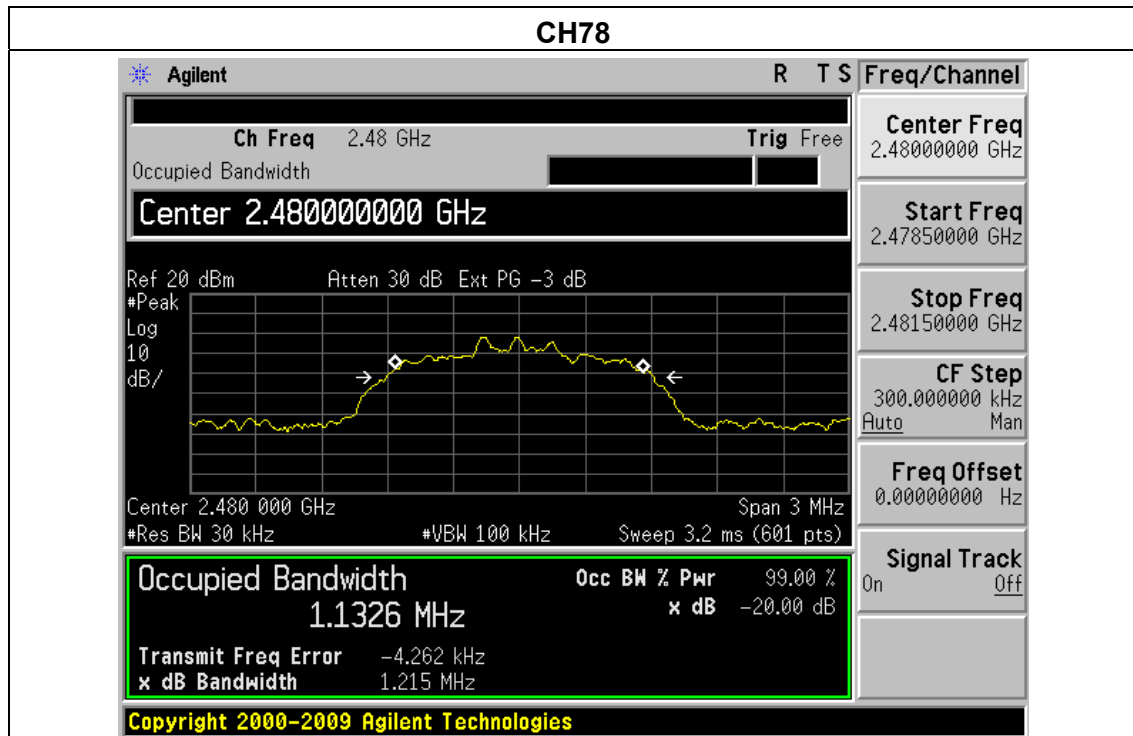 CH78
Agilent R T S Freq/Channel
Ch Freq 2.48 GHz Trig Free
Occupied Bandwidth
Center 2.480000000 GHz
Ref 20 dBm Atten 30 dB Ext PG -3 dB
#Peak
Log
10
dB/
Center 2.480 000 GHz Span 3 MHz
#Res BW 30 kHz #VBW 100 kHz Sweep 3.2 ms (601 pts)
Occupied Bandwidth Occ BW % Pwr 99.00 %
1.1326 MHz x dB -20.00 dB
Transmit Freq Error -4.262 kHz
x dB Bandwidth 1.215 MHz
Copyright 2000-2009 Agilent Technologies
Center Freq
2.48000000 GHz
Start Freq
2.47850000 GHz
Stop Freq
2.48150000 GHz
CF Step
300.000000 kHz
Auto Man
Freq Offset
0.00000000 Hz
Signal Track
On Off